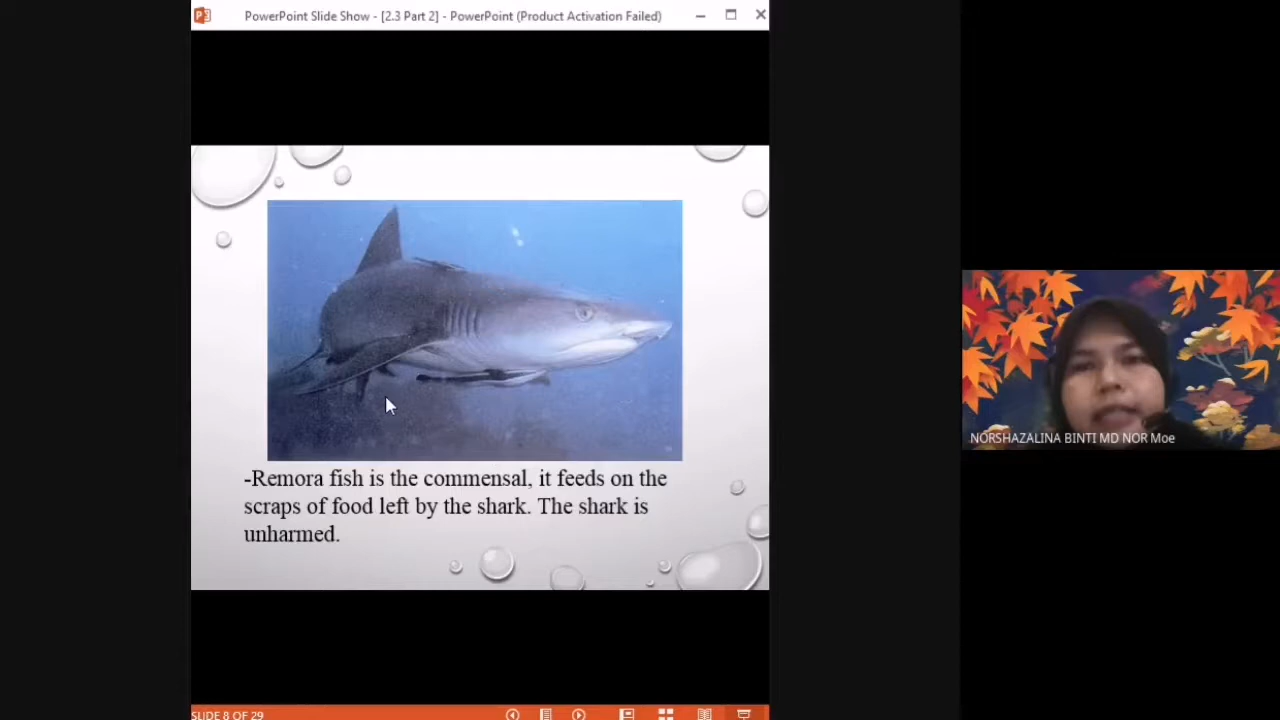 PowerPoint Slide Show - [2.3 Part 2] - PowerPoint (Product Activation Failed)
-Remora fish is the commensal, it feeds on the
scraps of food left by the shark. The shark is
unharmed.
NORSHAZALINA BINTI MD NOR Moe
SLIDE 8 OF 29